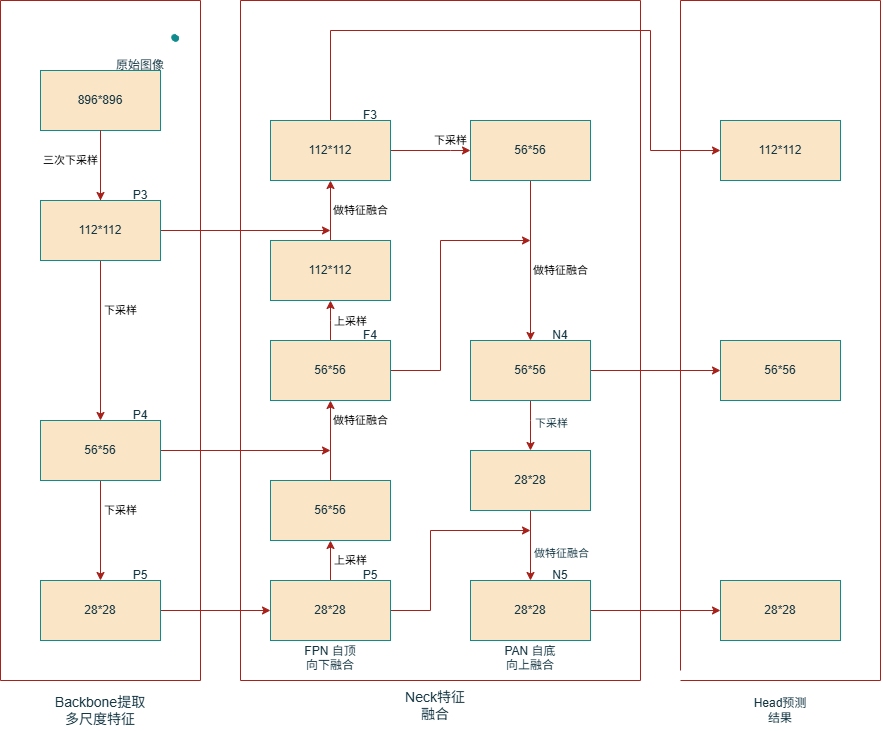 原始图像
896*896
三次下采样
P3
112*112
下采样
P4
56*56
下采样
P5
28*28
Backbone提取
多尺度特征
F3
112*112
下采样
56*56
做特征融合
112*112
做特征融合
上采样
F4
56*56
N4
56*56
做特征融合
下采样
56*56
28*28
上采样
做特征融合
P5
28*28
N5
28*28
FPN 自顶
向下融合
PAN 自底
向上融合
Neck特征
融合
112*112
56*56
28*28
Head预测
结果